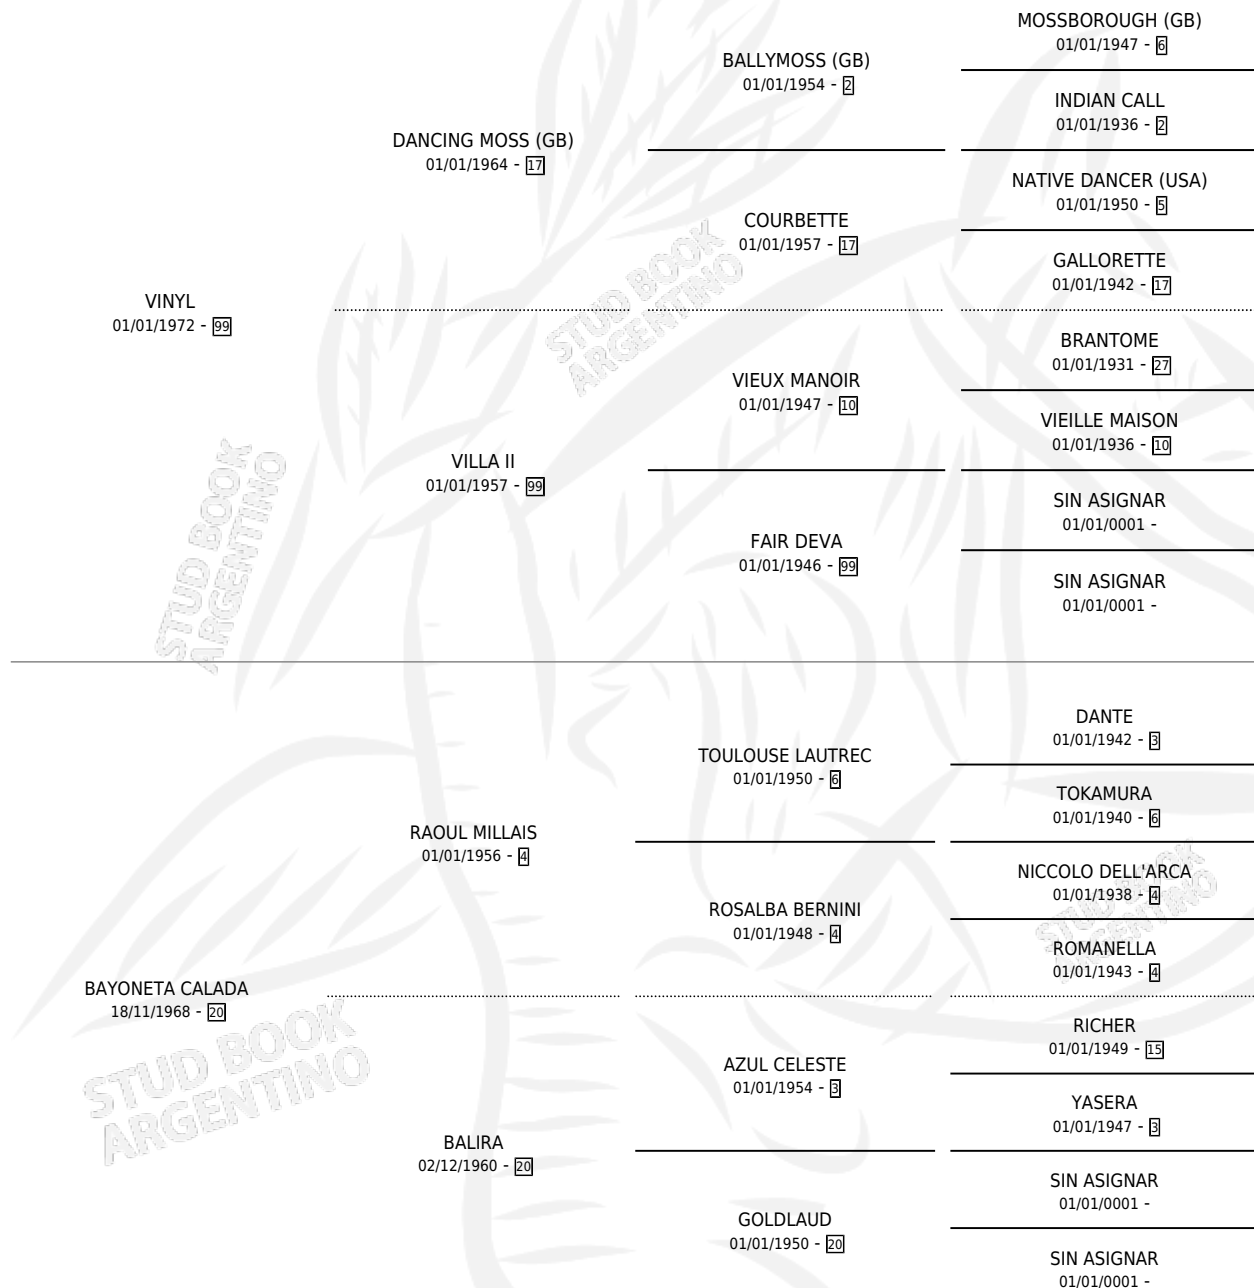 MOSSBOROUGH (GB)
01/01/1947 - 6
BALLYMOSS (GB)
01/01/1954 - 2
INDIAN CALL
01/01/1936 - 2
DANCING MOSS (GB)
01/01/1964 - 17
NATIVE DANCER (USA)
01/01/1950 - 5
COURBETTE
01/01/1957 - 17
GALLORETTE
01/01/1942 - 17
VINYL
01/01/1972 - 99
BRANTOME
01/01/1931 - 27
VIEUX MANOIR
01/01/1947 - 10
VIEILLE MAISON
01/01/1936 - 10
VILLA II
01/01/1957 - 99
SIN ASIGNAR
01/01/0001 -
FAIR DEVA
01/01/1946 - 99
SIN ASIGNAR
01/01/0001 -
DANTE
01/01/1942 - 3
TOULOUSE LAUTREC
01/01/1950 - 6
TOKAMURA
01/01/1940 - 6
RAOUL MILLAIS
01/01/1956 - 4
NICCOLO DELL'ARCA
01/01/1938 - 4
ROSALBA BERNINI
01/01/1948 - 4
ROMANELLA
01/01/1943 - 4
BAYONETA CALADA
18/11/1968 - 20
RICHER
01/01/1949 - 15
AZUL CELESTE
01/01/1954 - 3
YASERA
01/01/1947 - 3
BALIRA
02/12/1960 - 20
SIN ASIGNAR
01/01/0001 -
GOLDLAUD
01/01/1950 - 20
SIN ASIGNAR
01/01/0001 -
STUD BOOK
ARGENTINO
STUD BOOK
ARGENTINO
STUD BOOK
ARGENTINO
STUD BOOK
ARGENTINO